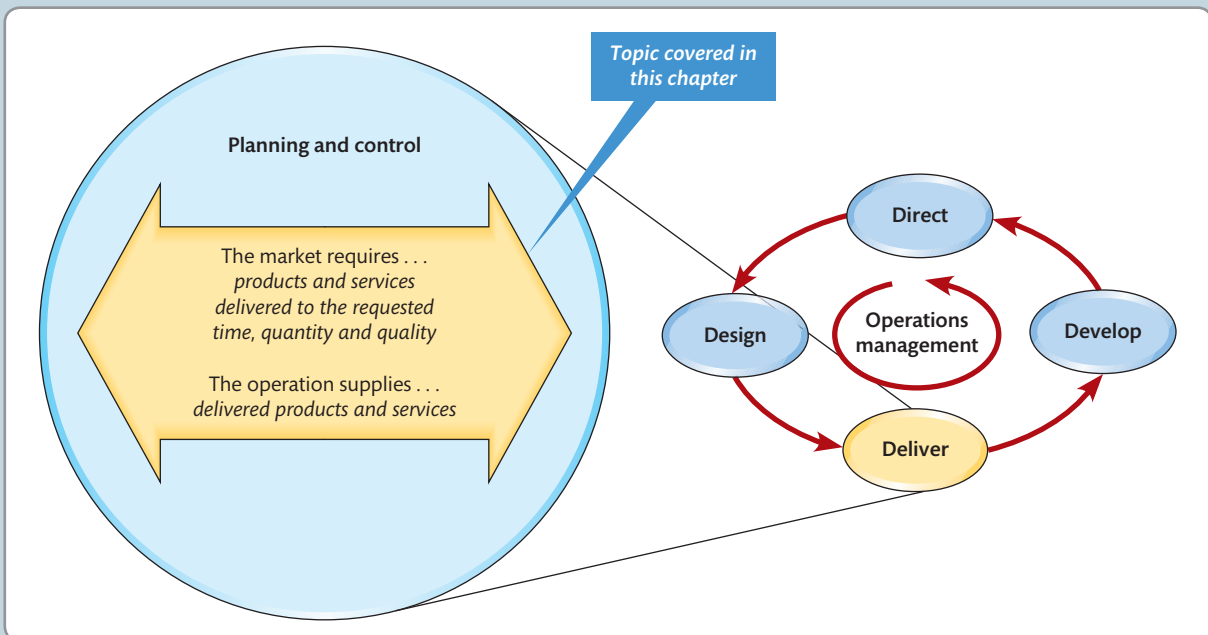 Topic covered in
this chapter
Planning and control
The market requires . . .
products and services
delivered to the requested
time, quantity and quality
The operation supplies . . .
delivered products and services
Direct
Design
Operations
management
Develop
Deliver